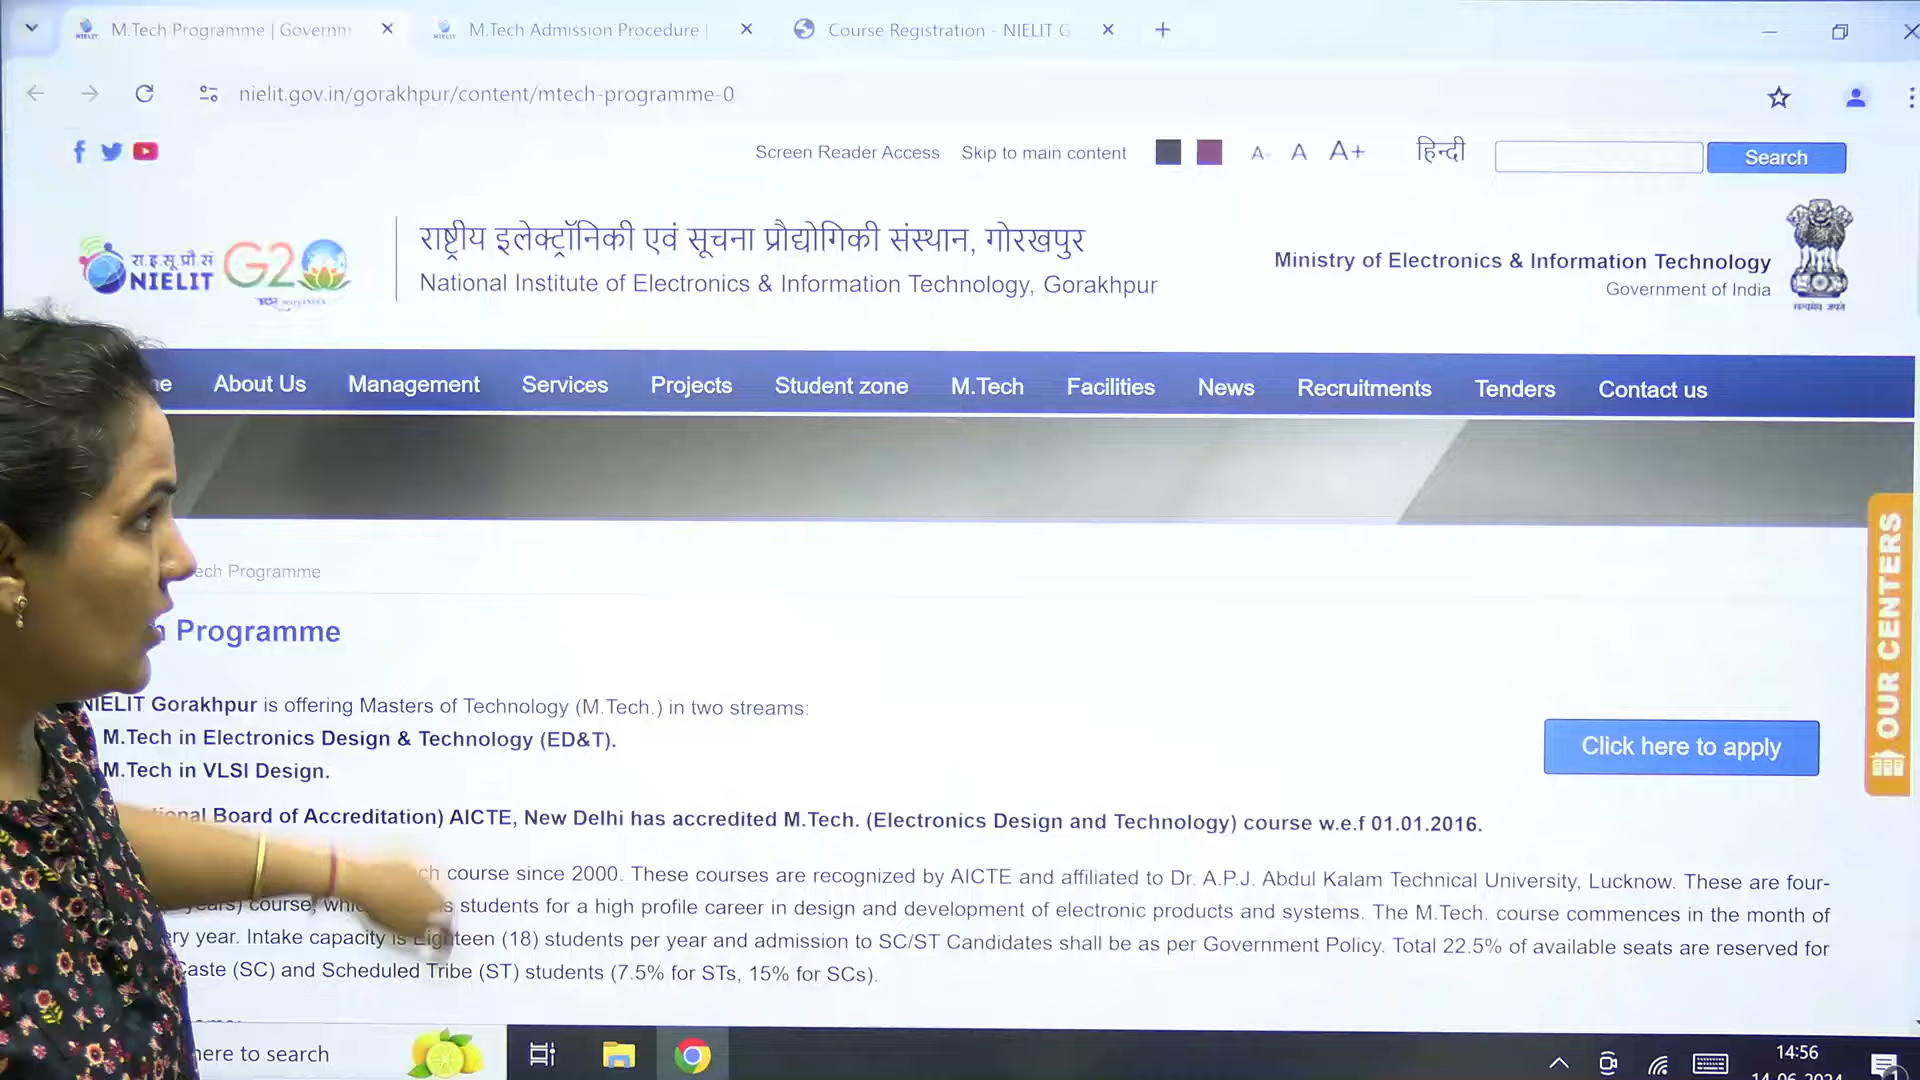 M.Tech Programme | Governm
M.Tech Admission Procedure |
Course Registration - NIELIT G
nielit.gov.in/gorakhpur/content/mtech-programme-0
Screen Reader Access Skip to main content A- A A+ हिन्दी Search
रा.इ.सू.प्रौ.सं
NIELIT
G2
राष्ट्रीय इलेक्ट्रॉनिकी एवं सूचना प्रौद्योगिकी संस्थान, गोरखपुर
National Institute of Electronics & Information Technology, Gorakhpur
Ministry of Electronics & Information Technology
Government of India
सत्यमेव जयते
About Us Management Services Projects Student zone M.Tech Facilities News Recruitments Tenders Contact us
OUR CENTERS
ech Programme
Programme
NIELIT Gorakhpur is offering Masters of Technology (M.Tech.) in two streams:
M.Tech in Electronics Design & Technology (ED&T).
M.Tech in VLSI Design.
Click here to apply
Board of Accreditation) AICTE, New Delhi has accredited M.Tech. (Electronics Design and Technology) course w.e.f 01.01.2016.
course since 2000. These courses are recognized by AICTE and affiliated to Dr. A.P.J. Abdul Kalam Technical University, Lucknow. These are four-
course, students for a high profile career in design and development of electronic products and systems. The M.Tech. course commences in the month of
ery year. Intake capacity is Eighteen (18) students per year and admission to SC/ST Candidates shall be as per Government Policy. Total 22.5% of available seats are reserved for
Caste (SC) and Scheduled Tribe (ST) students (7.5% for STs, 15% for SCs).
here to search
14:56
14-06-2024
1